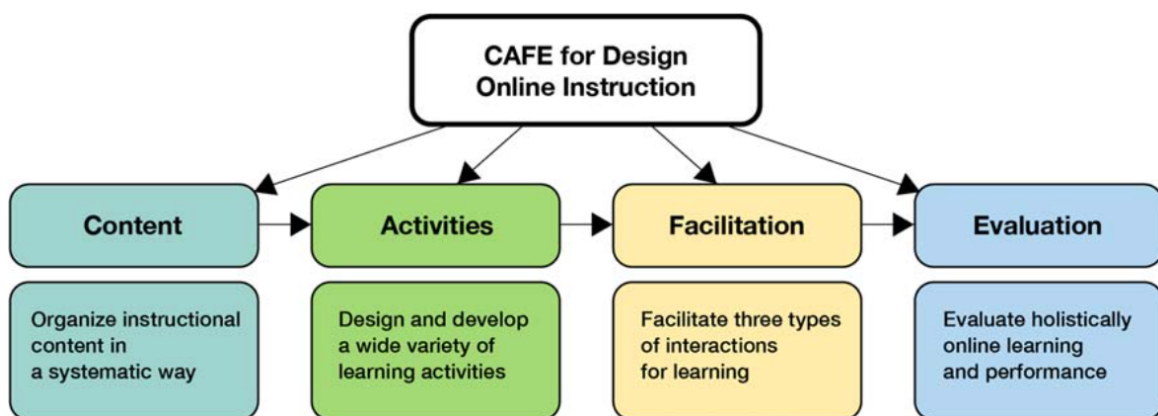 CAFE for Design
Online Instruction
Content
Activities
Facilitation
Evaluation
Organize instructional
content in
a systematic way
Design and develop
a wide variety of
learning activities
Facilitate three types
of interactions
for learning
Evaluate holistically
online learning
and performance